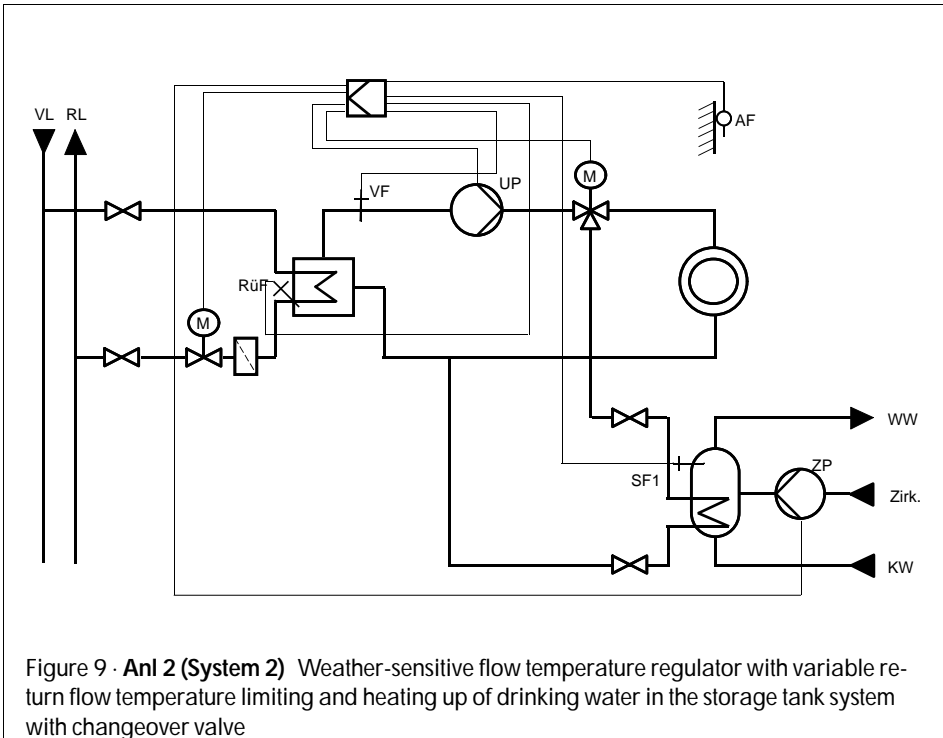 VL RL
AF
VF
UP
M
RüF
M
WW
ZP
SF1
Zirk.
KW
Figure 9 · Anl 2 (System 2) Weather-sensitive flow temperature regulator with variable re-
turn flow temperature limiting and heating up of drinking water in the storage tank system
with changeover valve